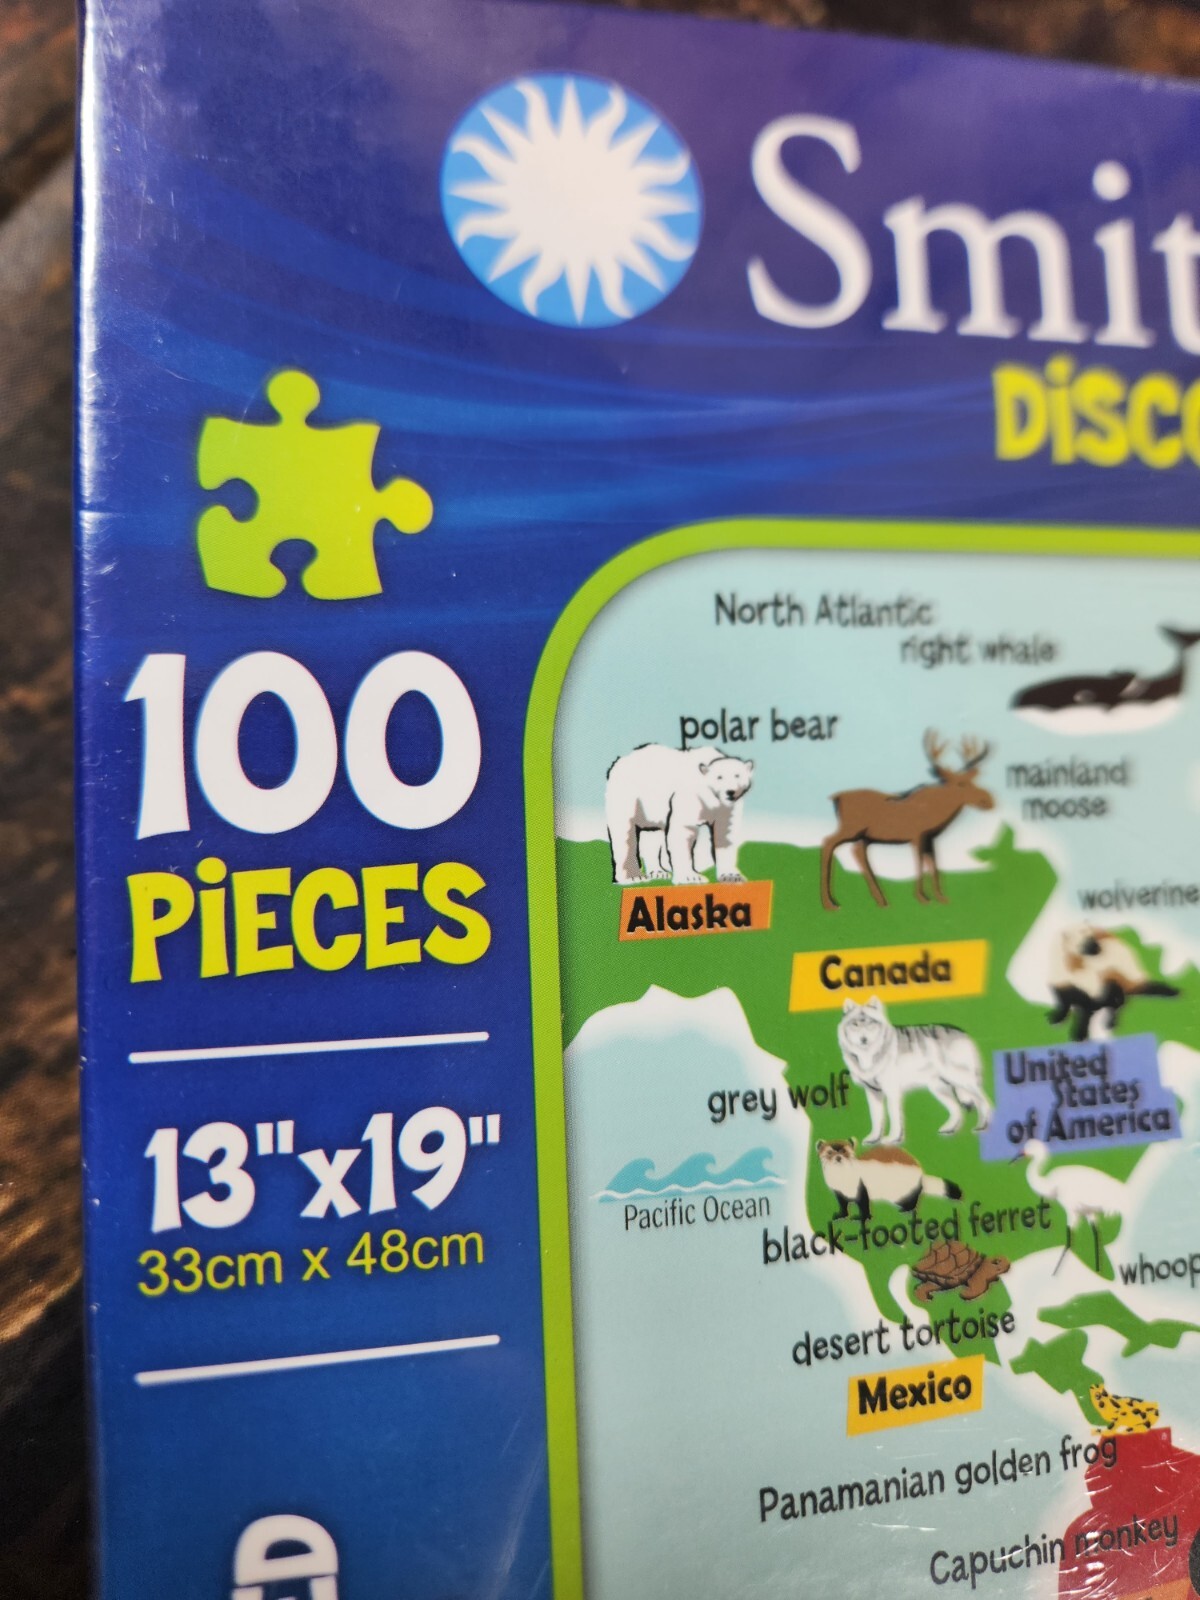 Smit
DiSCO
100
PiECES
13"x19"
33cm x 48cm
North Atlantic
right whale
polar bear
mainland
moose
Alaska
wolverine
Canada
grey wolf
United
States
of America
Pacific Ocean
black-footed ferret
whoop
desert tortoise
Mexico
Panamanian golden frog
Capuchin monkey